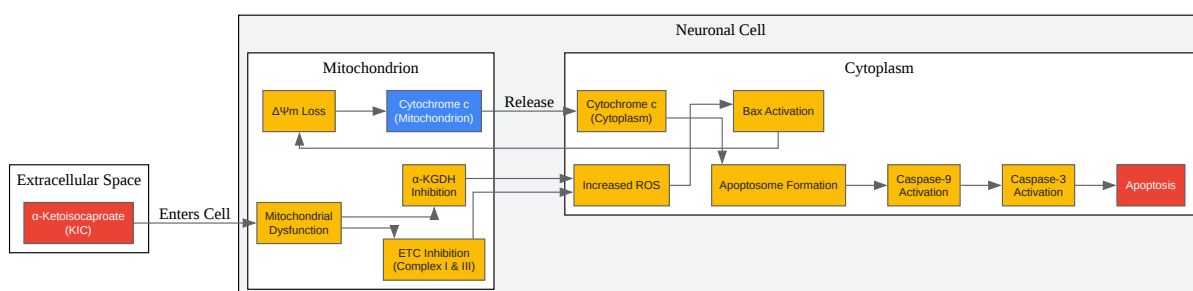 Neuronal Cell
Mitochondrion
Cytoplasm
ΔΨm Loss
Cytochrome c
(Mitochondrion)
Release
Cytochrome c
(Cytoplasm)
Bax Activation
Extracellular Space
α-Ketoisocaproate
(KIC)
Enters Cell
Mitochondrial
Dysfunction
α-KGDH
Inhibition
ETC Inhibition
(Complex I & III)
Increased ROS
Apoptosome Formation
Caspase-9
Activation
Caspase-3
Activation
Apoptosis